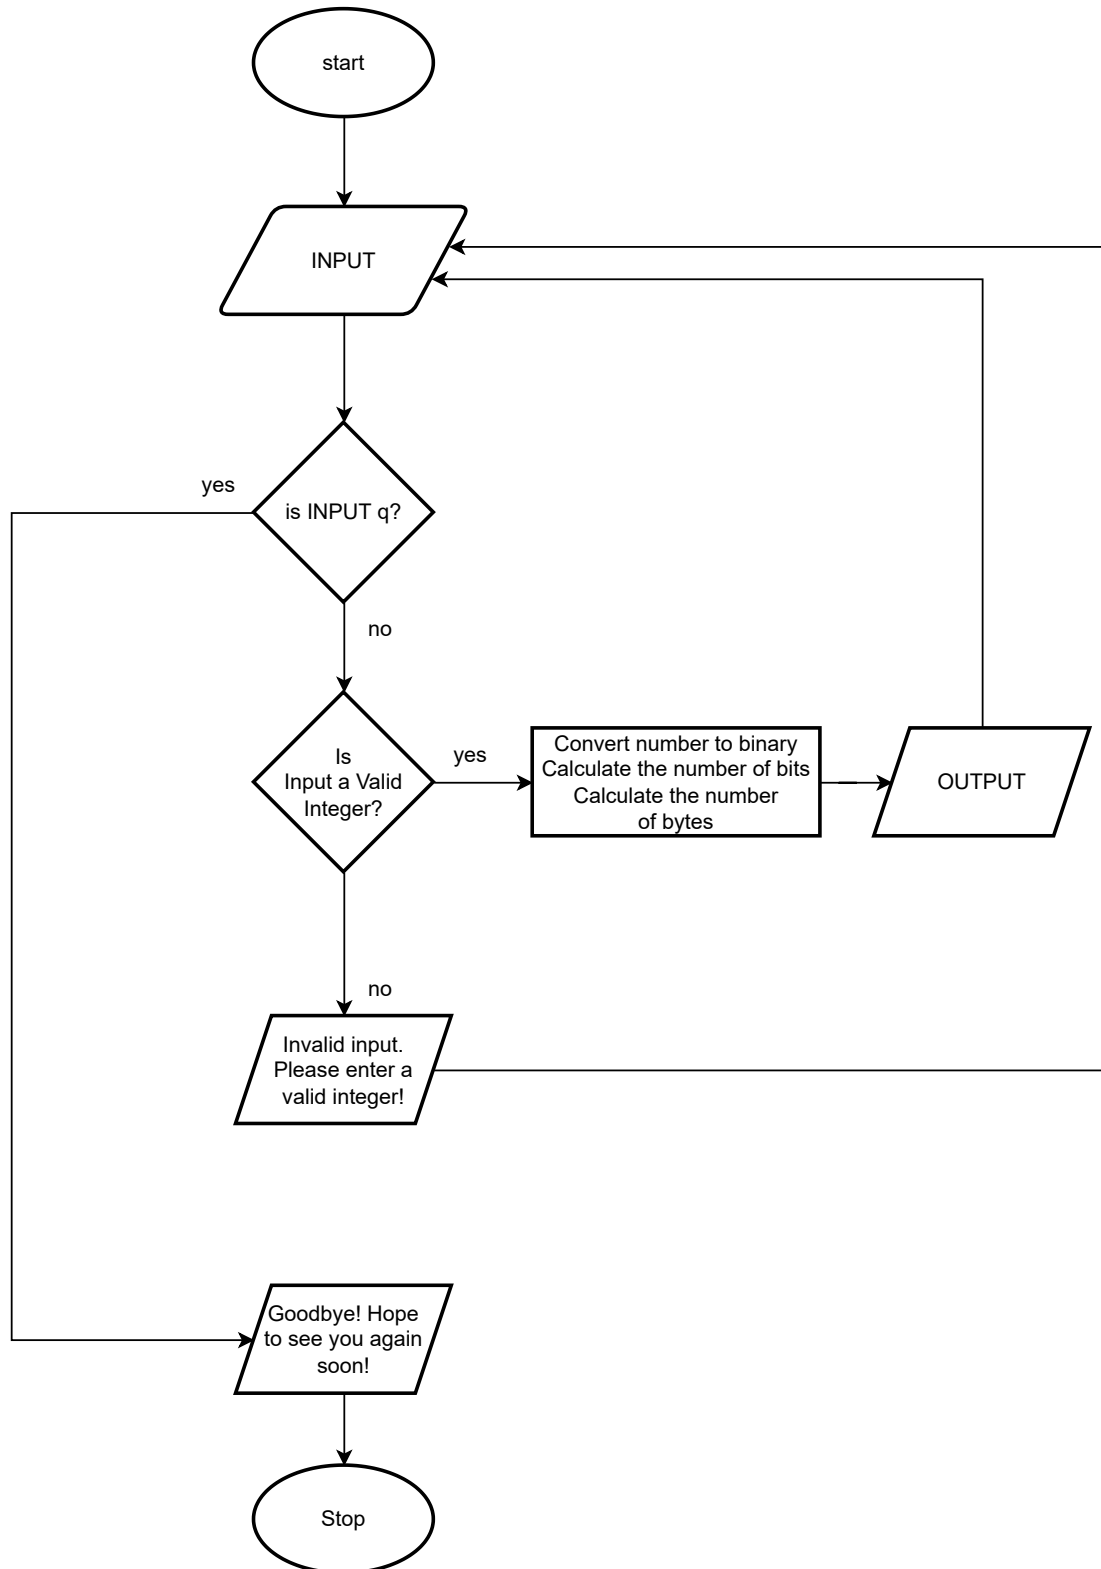 start
INPUT
yes
is INPUT q?
no
Is
Input a Valid
Integer?
yes
Convert number to binary
Calculate the number of bits
Calculate the number
of bytes
OUTPUT
no
Invalid input.
Please enter a
valid integer!
Goodbye! Hope
to see you again
soon!
Stop